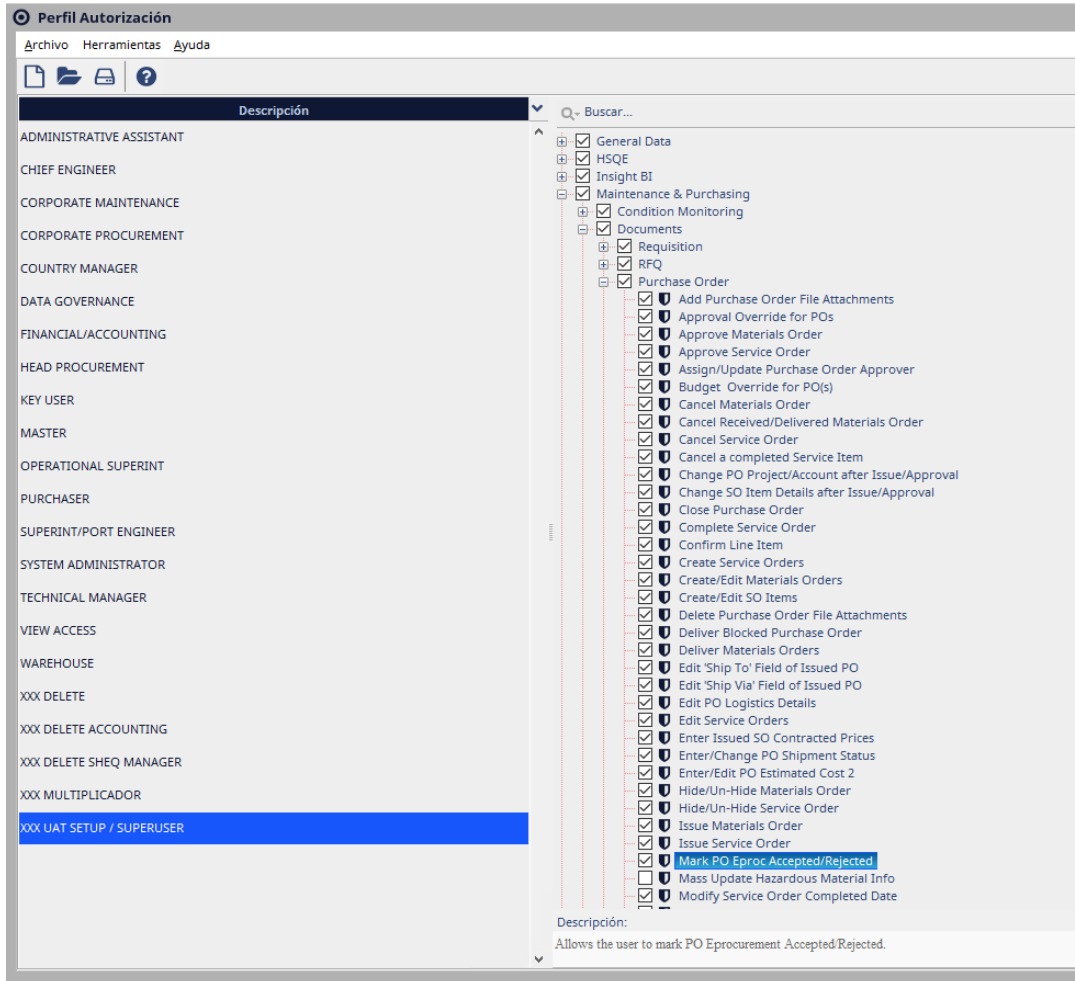 Perfil Autorización
Archivo Herramientas Ayuda
Descripción
ADMINISTRATIVE ASSISTANT
CHIEF ENGINEER
CORPORATE MAINTENANCE
CORPORATE PROCUREMENT
COUNTRY MANAGER
DATA GOVERNANCE
FINANCIAL/ACCOUNTING
HEAD PROCUREMENT
KEY USER
MASTER
OPERATIONAL SUPERINT
PURCHASER
SUPERINT/PORT ENGINEER
SYSTEM ADMINISTRATOR
TECHNICAL MANAGER
VIEW ACCESS
WAREHOUSE
XXX DELETE
XXX DELETE ACCOUNTING
XXX DELETE SHEQ MANAGER
XXX MULTIPLICADOR
XXX UAT SETUP / SUPERUSER
Buscar...
General Data
HSQE
Insight BI
Maintenance & Purchasing
Condition Monitoring
Documents
Requisition
RFQ
Purchase Order
Add Purchase Order File Attachments
Approval Override for POs
Approve Materials Order
Approve Service Order
Assign/Update Purchase Order Approver
Budget Override for PO(s)
Cancel Materials Order
Cancel Received/Delivered Materials Order
Cancel Service Order
Cancel a completed Service Item
Change PO Project/Account after Issue/Approval
Change SO Item Details after Issue/Approval
Close Purchase Order
Complete Service Order
Confirm Line Item
Create Service Orders
Create/Edit Materials Orders
Create/Edit SO Items
Delete Purchase Order File Attachments
Deliver Blocked Purchase Order
Deliver Materials Orders
Edit 'Ship To' Field of Issued PO
Edit 'Ship Via' Field of Issued PO
Edit PO Logistics Details
Edit Service Orders
Enter Issued SO Contracted Prices
Enter/Change PO Shipment Status
Enter/Edit PO Estimated Cost 2
Hide/Un-Hide Materials Order
Hide/Un-Hide Service Order
Issue Materials Order
Issue Service Order
Mark PO Eproc Accepted/Rejected
Mass Update Hazardous Material Info
Modify Service Order Completed Date
Descripción:
Allows the user to mark PO Eprocurement Accepted/Rejected.